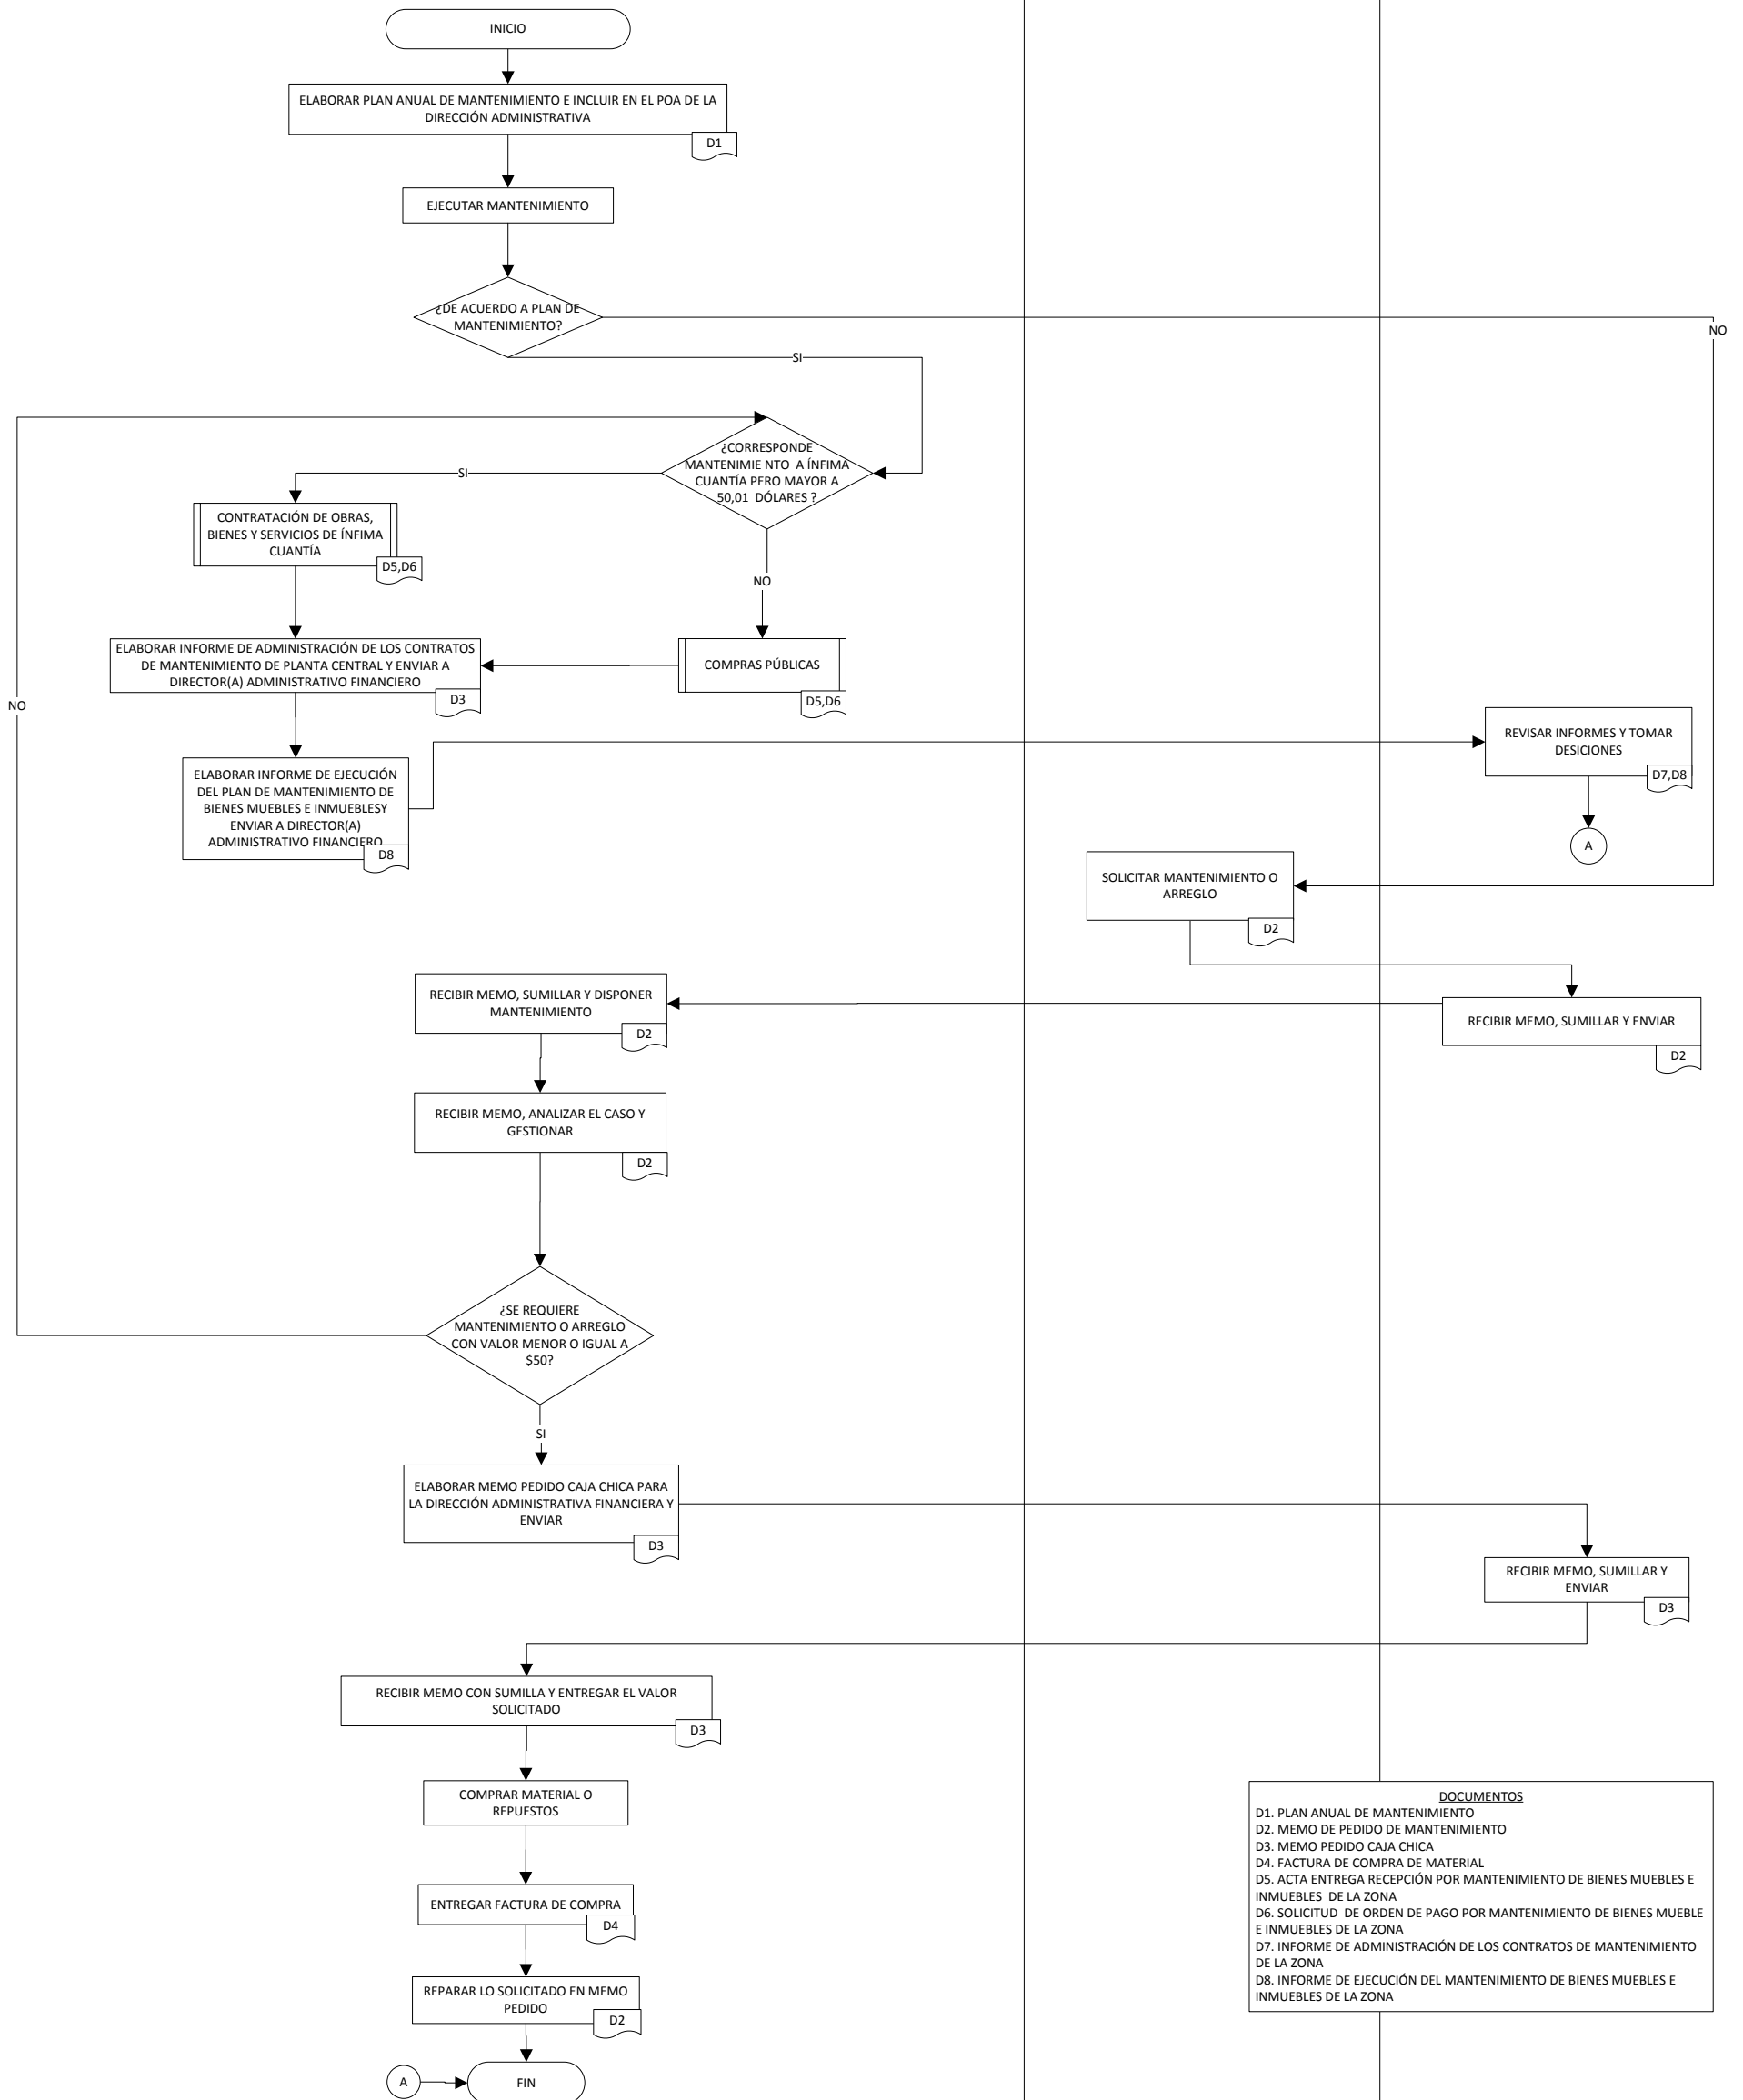 INICIO
ELABORAR PLAN ANUAL DE MANTENIMIENTO E INCLUIR EN EL POA DE LA
DIRECCIÓN ADMINISTRATIVA
D1
EJECUTAR MANTENIMIENTO
¿DE ACUERDO A PLAN DE
MANTENIMIENTO?
NO
SI
¿CORRESPONDE
MANTENIMIE NTO A ÍNFIMA
CUANTÍA PERO MAYOR A
50,01 DÓLARES ?
SI
CONTRATACIÓN DE OBRAS,
BIENES Y SERVICIOS DE ÍNFIMA
CUANTÍA
D5,D6
NO
ELABORAR INFORME DE ADMINISTRACIÓN DE LOS CONTRATOS
DE MANTENIMIENTO DE PLANTA CENTRAL Y ENVIAR A
DIRECTOR(A) ADMINISTRATIVO FINANCIERO
D3
COMPRAS PÚBLICAS
D5,D6
NO
REVISAR INFORMES Y TOMAR
DESICIONES
D7,D8
ELABORAR INFORME DE EJECUCIÓN
DEL PLAN DE MANTENIMIENTO DE
BIENES MUEBLES E INMUEBLESY
ENVIAR A DIRECTOR(A)
ADMINISTRATIVO FINANCIERO
D8
A
SOLICITAR MANTENIMIENTO O
ARREGLO
D2
RECIBIR MEMO, SUMILLAR Y DISPONER
MANTENIMIENTO
D2
RECIBIR MEMO, SUMILLAR Y ENVIAR
D2
RECIBIR MEMO, ANALIZAR EL CASO Y
GESTIONAR
D2
¿SE REQUIERE
MANTENIMIENTO O ARREGLO
CON VALOR MENOR O IGUAL A
$50?
SI
ELABORAR MEMO PEDIDO CAJA CHICA PARA
LA DIRECCIÓN ADMINISTRATIVA FINANCIERA Y
ENVIAR
D3
RECIBIR MEMO, SUMILLAR Y
ENVIAR
D3
RECIBIR MEMO CON SUMILLA Y ENTREGAR EL VALOR
SOLICITADO
D3
COMPRAR MATERIAL O
REPUESTOS
ENTREGAR FACTURA DE COMPRA
D4
REPARAR LO SOLICITADO EN MEMO
PEDIDO
D2
A
FIN
DOCUMENTOS
D1. PLAN ANUAL DE MANTENIMIENTO
D2. MEMO DE PEDIDO DE MANTENIMIENTO
D3. MEMO PEDIDO CAJA CHICA
D4. FACTURA DE COMPRA DE MATERIAL
D5. ACTA ENTREGA RECEPCIÓN POR MANTENIMIENTO DE BIENES MUEBLES E
INMUEBLES DE LA ZONA
D6. SOLICITUD DE ORDEN DE PAGO POR MANTENIMIENTO DE BIENES MUEBLE
E INMUEBLES DE LA ZONA
D7. INFORME DE ADMINISTRACIÓN DE LOS CONTRATOS DE MANTENIMIENTO
DE LA ZONA
D8. INFORME DE EJECUCIÓN DEL MANTENIMIENTO DE BIENES MUEBLES E
INMUEBLES DE LA ZONA